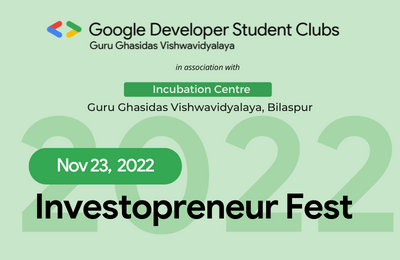 Google Developer Student Clubs
Guru Ghasidas Vishwavidyalaya
in association with
Incubation Centre
Guru Ghasidas Vishwavidyalaya, Bilaspur
2022
Nov 23, 2022
Investopreneur Fest